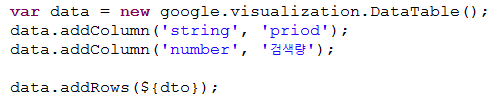 var data = new google.visualization.DataTable();
data.addColumn('string', 'priod');
data.addColumn('number', '검색량');
data.addRows(${dto});